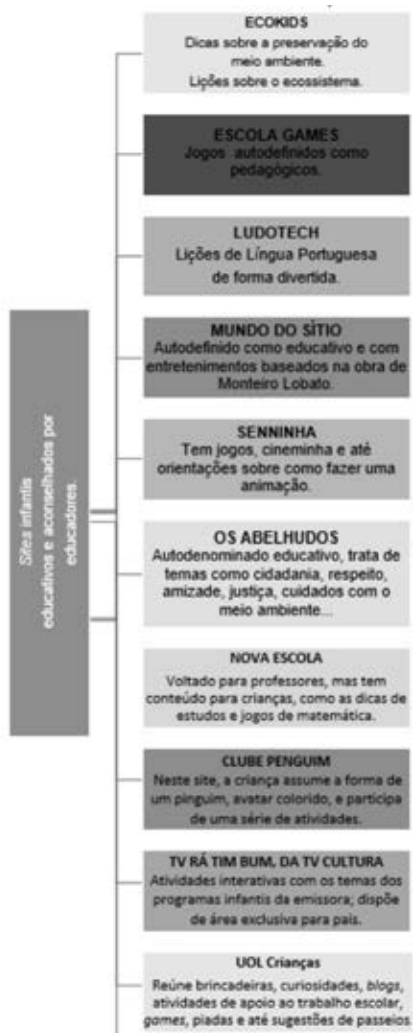 Sites infantis
educativos e aconselhados por
educadores.
ECOKIDS
Dicas sobre a preservação do
meio ambiente.
Lições sobre o ecossistema.
ESCOLA GAMES
Jogos autodefinidos como
pedagógicos.
LUDOTECH
Lições de Língua Portuguesa
de forma divertida.
MUNDO DO SÍTIO
Autodefinido como educativo e com
entretenimentos baseados na obra de
Monteiro Lobato.
SENNINHA
Tem jogos, cineminha e até
orientações sobre como fazer uma
animação.
OS ABELHUDOS
Autodenominado educativo, trata de
temas como cidadania, respeito,
amizade, justiça, cuidados com o
meio ambiente...
NOVA ESCOLA
Voltado para professores, mas tem
conteúdo para crianças, como as dicas de
estudos e jogos de matemática.
CLUBE PENGUIM
Neste site, a criança assume a forma de
um pinguim, avatar colorido, e participa
de uma série de atividades.
TV RÁ TIM BUM, DA TV CULTURA
Atividades interativas com os temas dos
programas infantis da emissora; dispõe
de área exclusiva para pais.
UOL Crianças
Reúne brincadeiras, curiosidades, blogs,
atividades de apoio ao trabalho escolar,
games, piadas e até sugestões de passeios